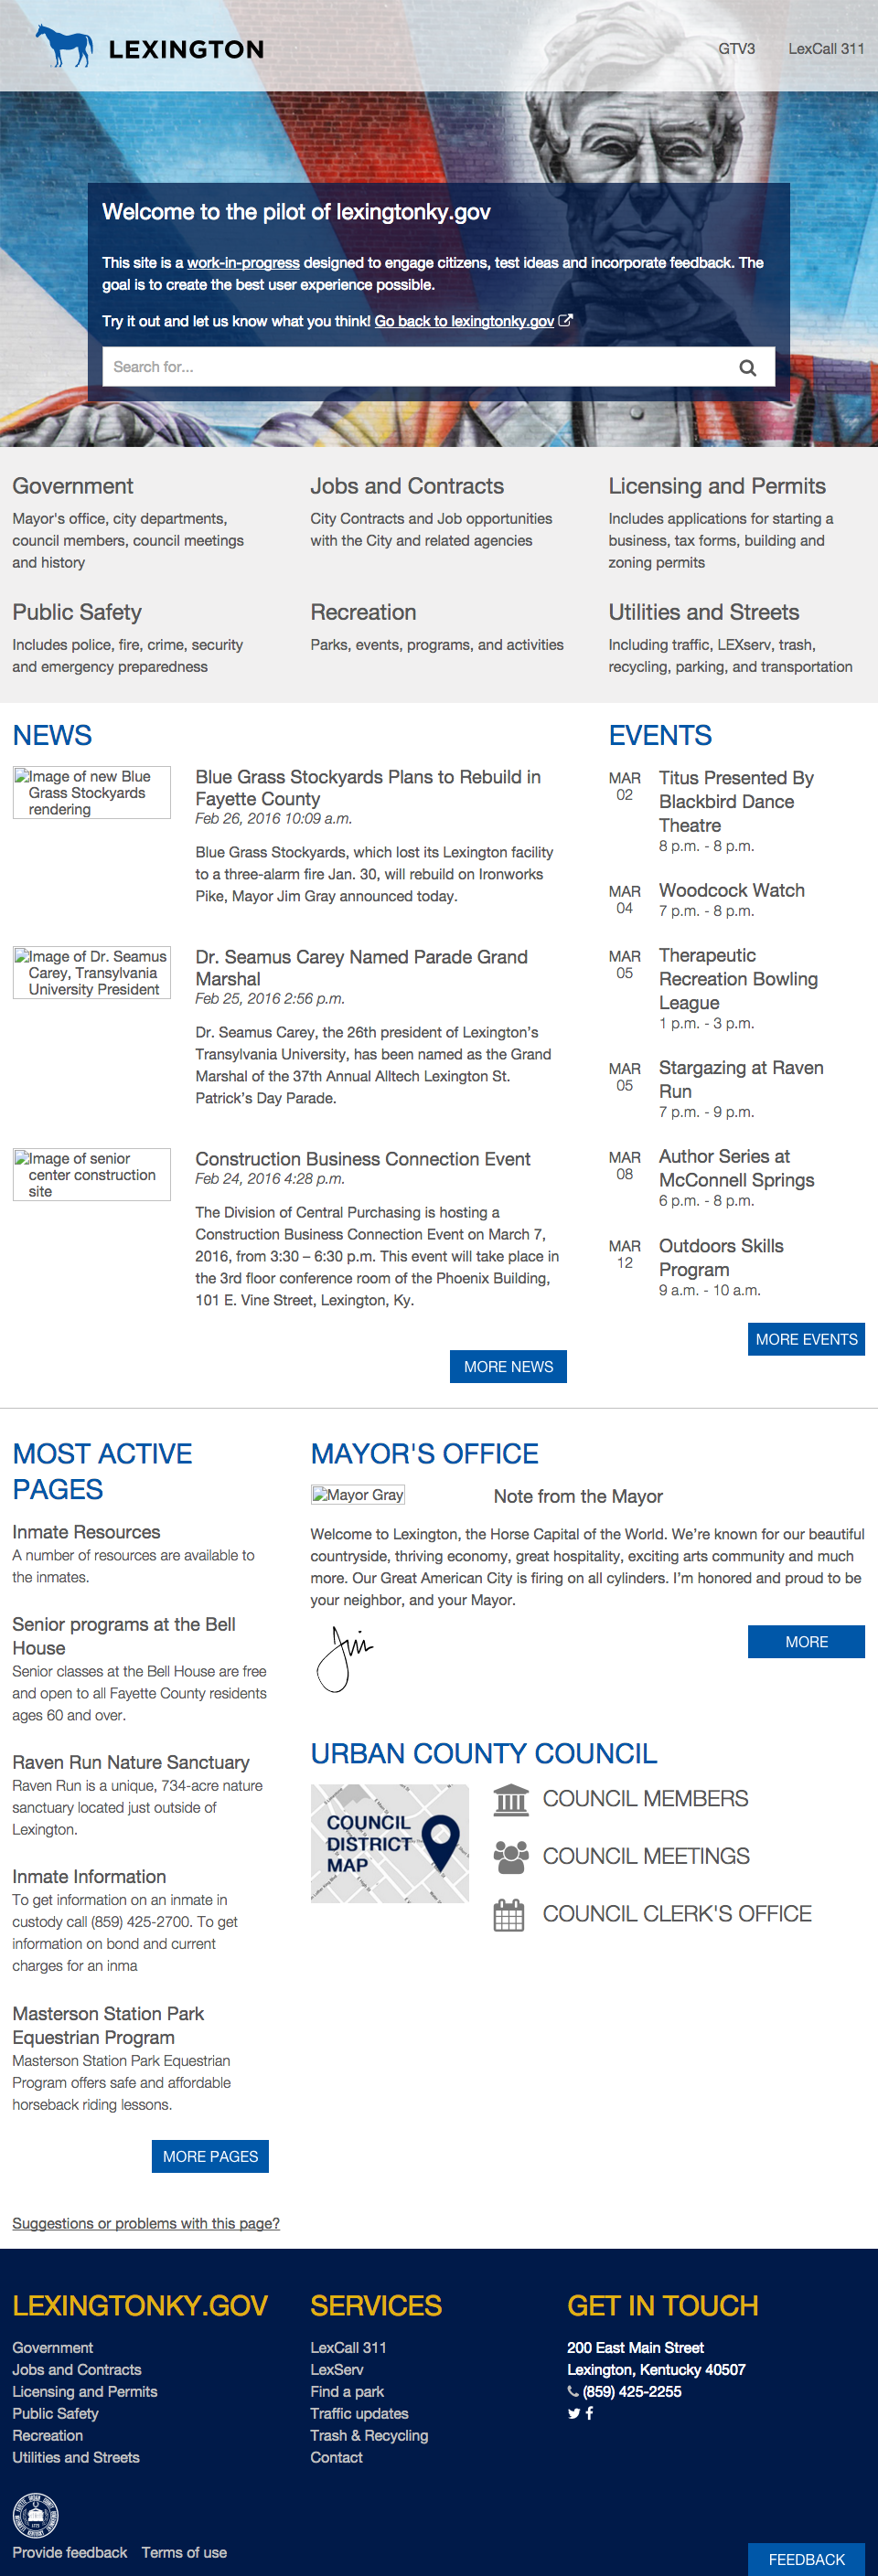 LEXINGTON
GTV3
LexCall 311
Welcome to the pilot of lexingtonky.gov
This site is a work-in-progress designed to engage citizens, test ideas and incorporate feedback. The
goal is to create the best user experience possible.
Try it out and let us know what you think! Go back to lexingtonky.gov
Search for...
Government
Mayor's office, city departments,
council members, council meetings
and history
Jobs and Contracts
City Contracts and Job opportunities
with the City and related agencies
Licensing and Permits
Includes applications for starting a
business, tax forms, building and
zoning permits
Public Safety
Includes police, fire, crime, security
and emergency preparedness
Recreation
Parks, events, programs, and activities
Utilities and Streets
Including traffic, LEXserv, trash,
recycling, parking, and transportation
NEWS
Image of new Blue
Grass Stockyards
rendering
Blue Grass Stockyards Plans to Rebuild in
Fayette County
Feb 26, 2016 10:09 a.m.
Blue Grass Stockyards, which lost its Lexington facility
to a three-alarm fire Jan. 30, will rebuild on Ironworks
Pike, Mayor Jim Gray announced today.
Image of Dr. Seamus
Carey, Transylvania
University President
Dr. Seamus Carey Named Parade Grand
Marshal
Feb 25, 2016 2:56 p.m.
Dr. Seamus Carey, the 26th president of Lexington’s
Transylvania University, has been named as the Grand
Marshal of the 37th Annual Alltech Lexington St.
Patrick’s Day Parade.
Image of senior
center construction
site
Construction Business Connection Event
Feb 24, 2016 4:28 p.m.
The Division of Central Purchasing is hosting a
Construction Business Connection Event on March 7,
2016, from 3:30 – 6:30 p.m. This event will take place in
the 3rd floor conference room of the Phoenix Building,
101 E. Vine Street, Lexington, Ky.
MORE NEWS
EVENTS
MAR
02
Titus Presented By
Blackbird Dance
Theatre
8 p.m. - 8 p.m.
MAR
04
Woodcock Watch
7 p.m. - 8 p.m.
MAR
05
Therapeutic
Recreation Bowling
League
1 p.m. - 3 p.m.
MAR
05
Stargazing at Raven
Run
7 p.m. - 9 p.m.
MAR
08
Author Series at
McConnell Springs
6 p.m. - 8 p.m.
MAR
12
Outdoors Skills
Program
9 a.m. - 10 a.m.
MORE EVENTS
MOST ACTIVE
PAGES
Inmate Resources
A number of resources are available to
the inmates.
Senior programs at the Bell
House
Senior classes at the Bell House are free
and open to all Fayette County residents
ages 60 and over.
Raven Run Nature Sanctuary
Raven Run is a unique, 734-acre nature
sanctuary located just outside of
Lexington.
Inmate Information
To get information on an inmate in
custody call (859) 425-2700. To get
information on bond and current
charges for an inma
Masterson Station Park
Equestrian Program
Masterson Station Park Equestrian
Program offers safe and affordable
horseback riding lessons.
MORE PAGES
MAYOR'S OFFICE
Mayor Gray
Note from the Mayor
Welcome to Lexington, the Horse Capital of the World. We’re known for our beautiful
countryside, thriving economy, great hospitality, exciting arts community and much
more. Our Great American City is firing on all cylinders. I’m honored and proud to be
your neighbor, and your Mayor.
Jim
MORE
URBAN COUNTY COUNCIL
COUNCIL
DISTRICT
MAP
COUNCIL MEMBERS
COUNCIL MEETINGS
COUNCIL CLERK'S OFFICE
Suggestions or problems with this page?
LEXINGTONKY.GOV
Government
Jobs and Contracts
Licensing and Permits
Public Safety
Recreation
Utilities and Streets
SERVICES
LexCall 311
LexServ
Find a park
Traffic updates
Trash & Recycling
Contact
GET IN TOUCH
200 East Main Street
Lexington, Kentucky 40507
(859) 425-2255
Provide feedback
Terms of use
FEEDBACK